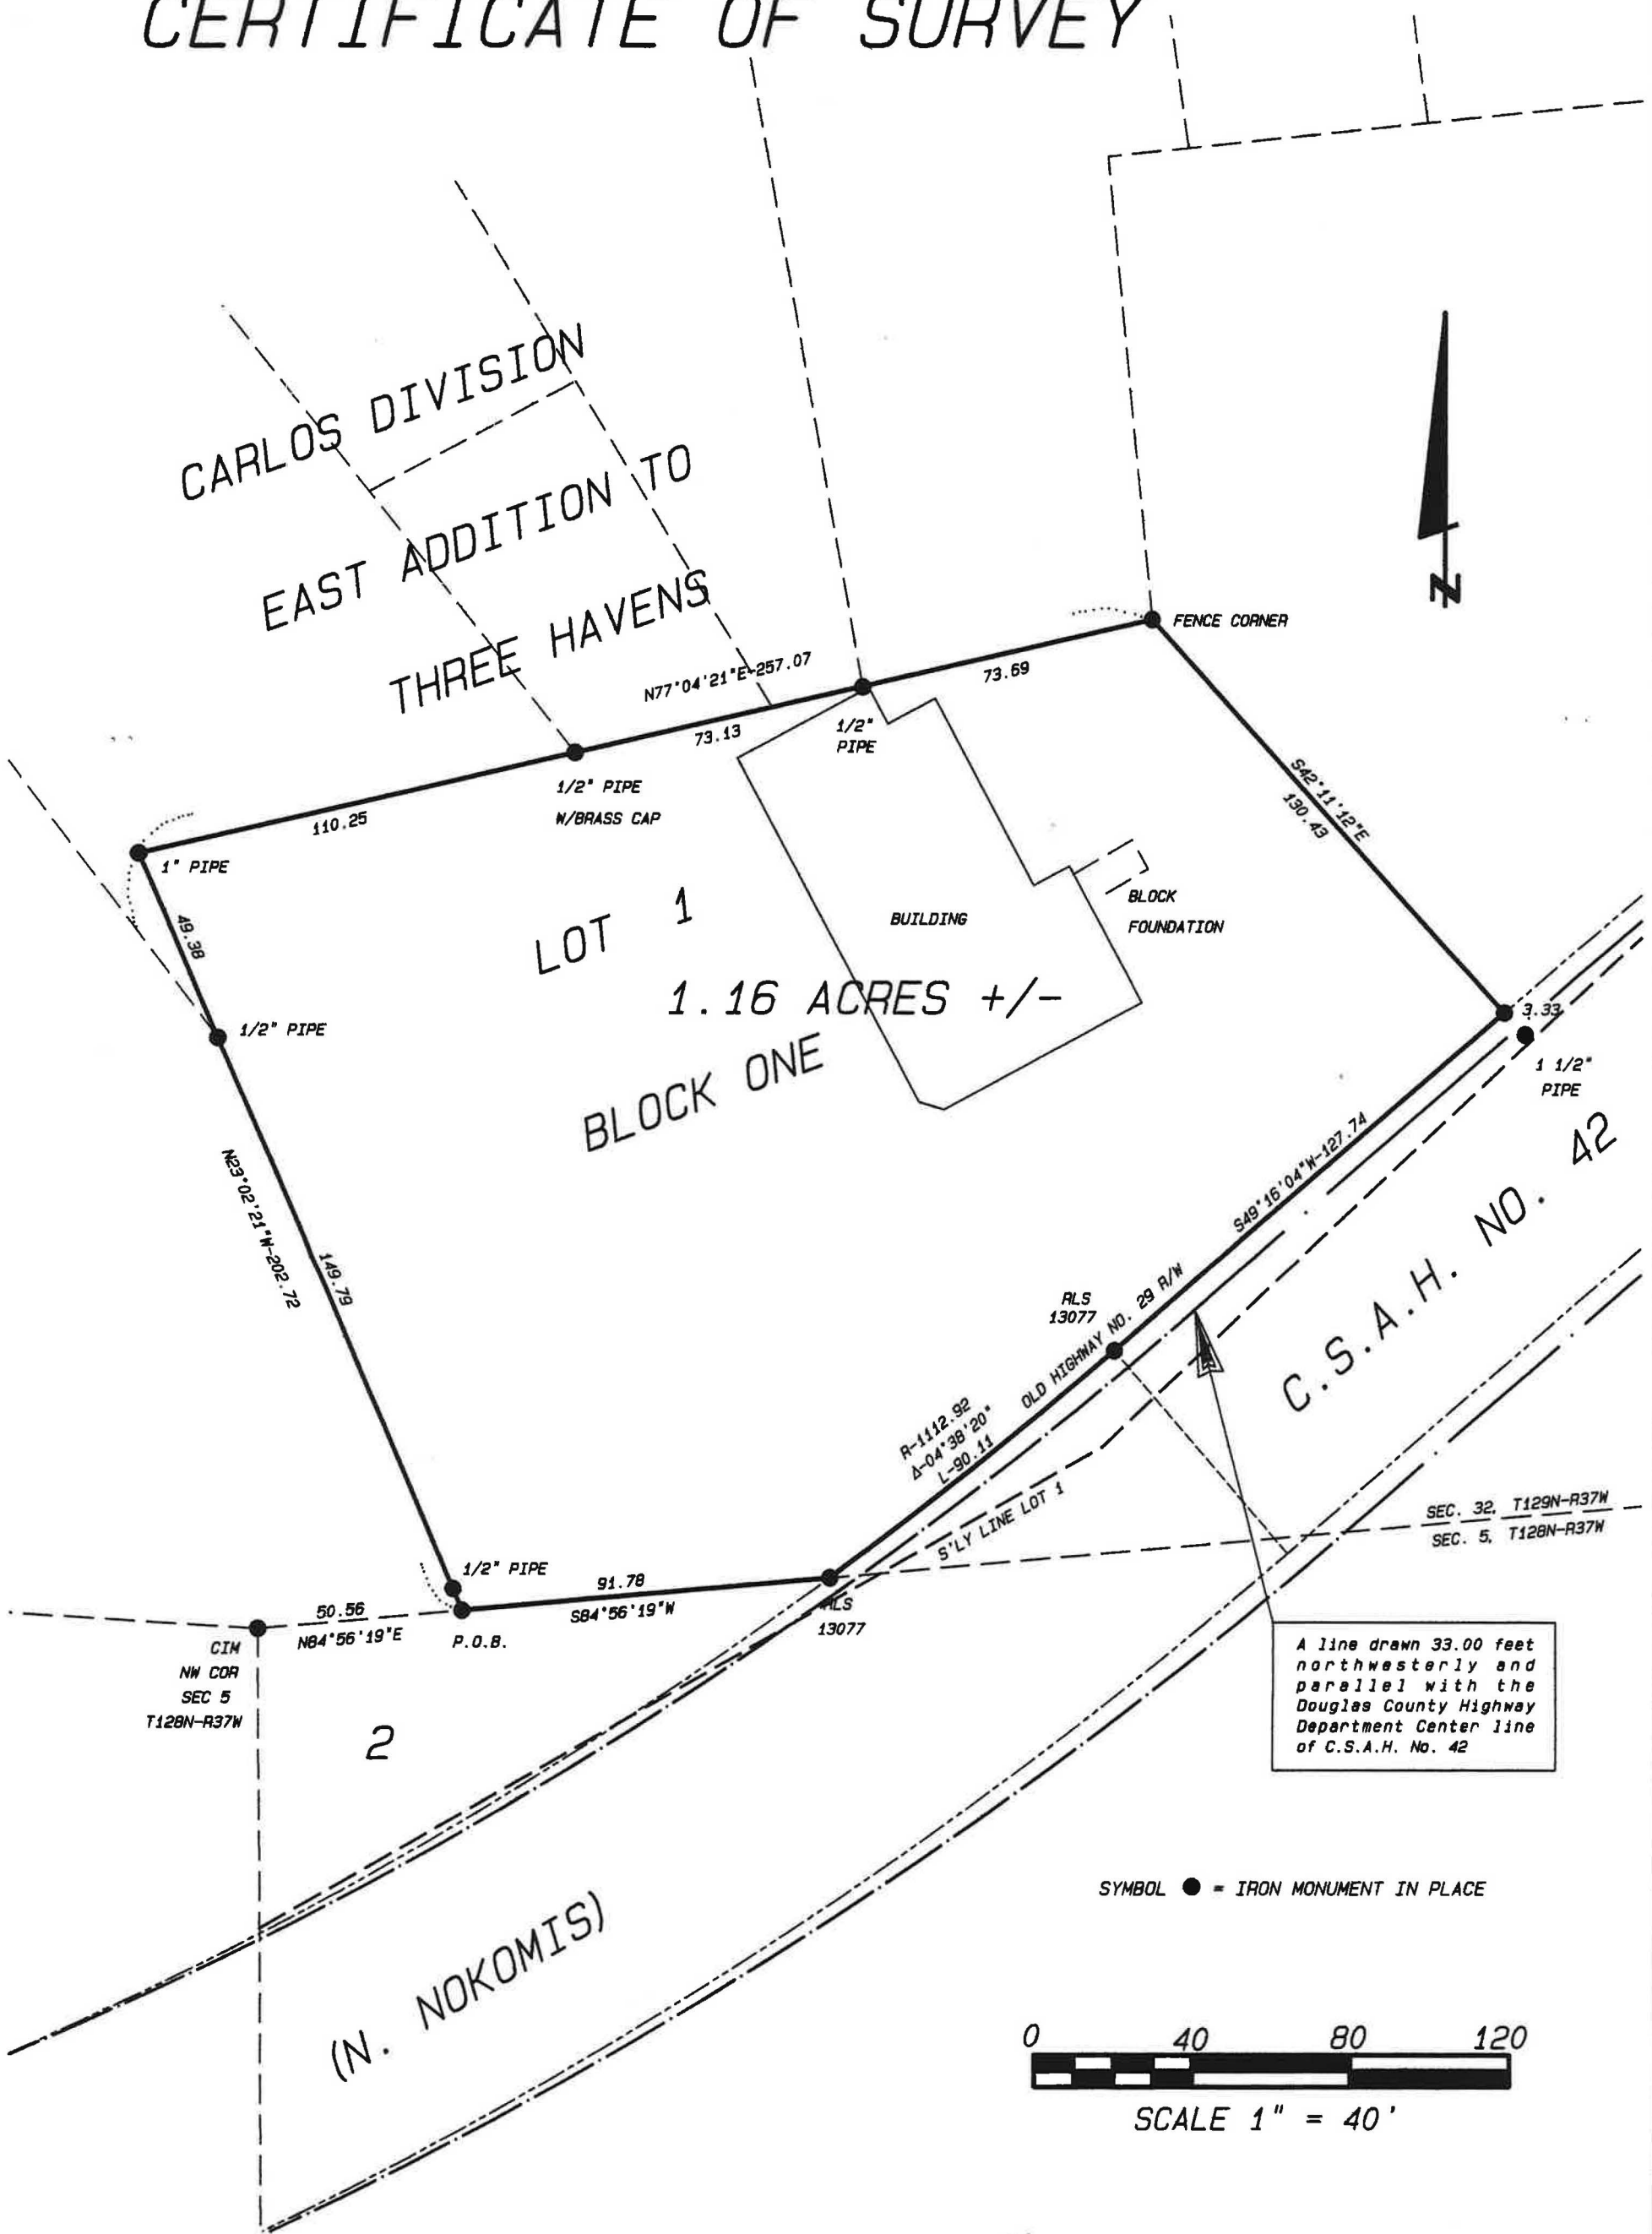 CERTIFICATE OF SURVEY
CARLOS DIVISION
EAST ADDITION TO
THREE HAVENS
N
FENCE CORNER
N77°04'21"E-257.07
73.69
73.13
1/2"
PIPE
1/2" PIPE
W/BRASS CAP
110.25
1" PIPE
S42°11'12"E
130.43
49.38
LOT 1
BUILDING
BLOCK
FOUNDATION
1.16 ACRES +/-
BLOCK ONE
1/2" PIPE
3.33
1 1/2"
PIPE
N23°02'21"W-202.72
149.79
S49°16'04"W-127.74
C.S.A.H. NO. 42
RLS
13077
OLD HIGHWAY NO. 29 R/W
R-1112.92
Δ-04°38'20"
L-90.11
S'LY LINE LOT 1
SEC. 32, T129N-R37W
SEC. 5, T128N-R37W
1/2" PIPE
91.78
S84°56'19"W
50.56
N84°56'19"E
P.O.B.
RLS
13077
CIM
NW COR
SEC 5
T128N-R37W
2
A line drawn 33.00 feet
northwesterly and
parallel with the
Douglas County Highway
Department Center line
of C.S.A.H. No. 42
SYMBOL ● = IRON MONUMENT IN PLACE
(N. NOKOMIS)
0 40 80 120
SCALE 1" = 40'